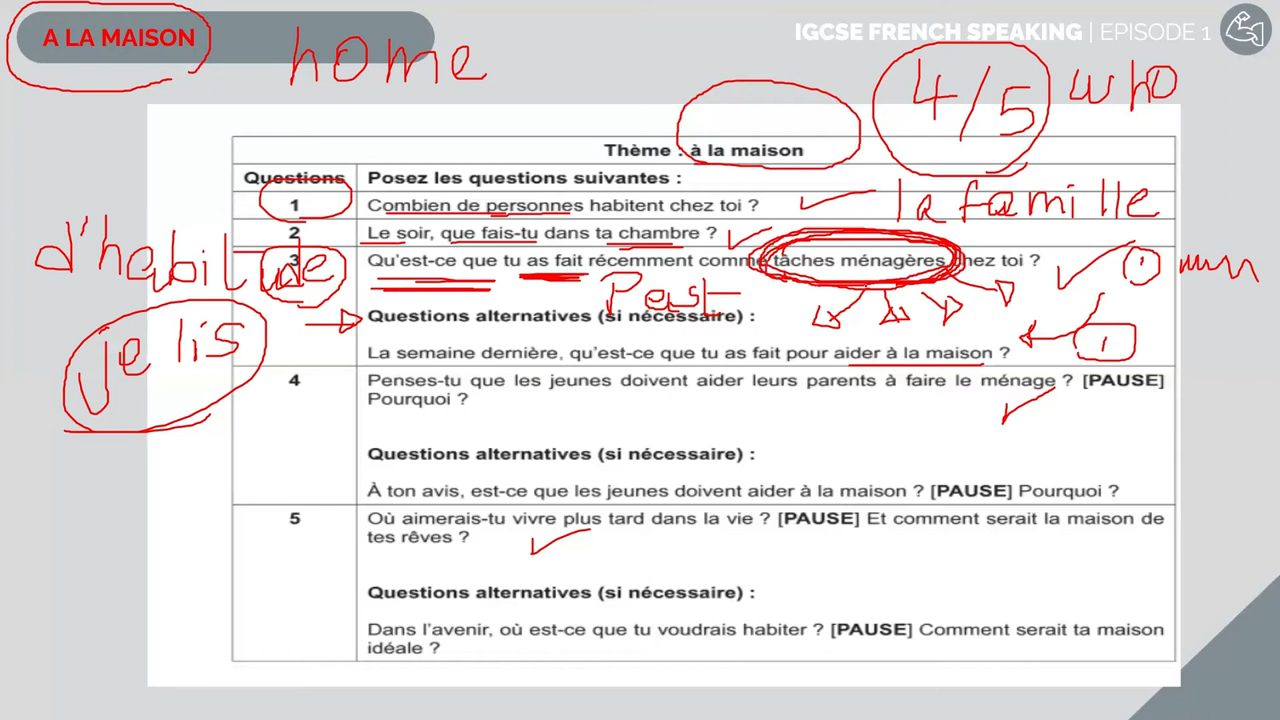 A LA MAISON
home
IGCSE FRENCH SPEAKING | EPISODE 1
4/5
who
Thème : à la maison
Questions Posez les questions suivantes :
1 Combien de personnes habitent chez toi ?
la famille
2 Le soir, que fais-tu dans ta chambre ?
d'habitude
3 Qu'est-ce que tu as fait récemment comme tâches ménagères chez toi ?
1 min
Past
je lis
Questions alternatives (si nécessaire) :
La semaine dernière, qu'est-ce que tu as fait pour aider à la maison ?
1
4 Penses-tu que les jeunes doivent aider leurs parents à faire le ménage ? [PAUSE]
Pourquoi ?
Questions alternatives (si nécessaire) :
À ton avis, est-ce que les jeunes doivent aider à la maison ? [PAUSE] Pourquoi ?
5 Où aimerais-tu vivre plus tard dans la vie ? [PAUSE] Et comment serait la maison de
tes rêves ?
Questions alternatives (si nécessaire) :
Dans l'avenir, où est-ce que tu voudrais habiter ? [PAUSE] Comment serait ta maison
idéale ?